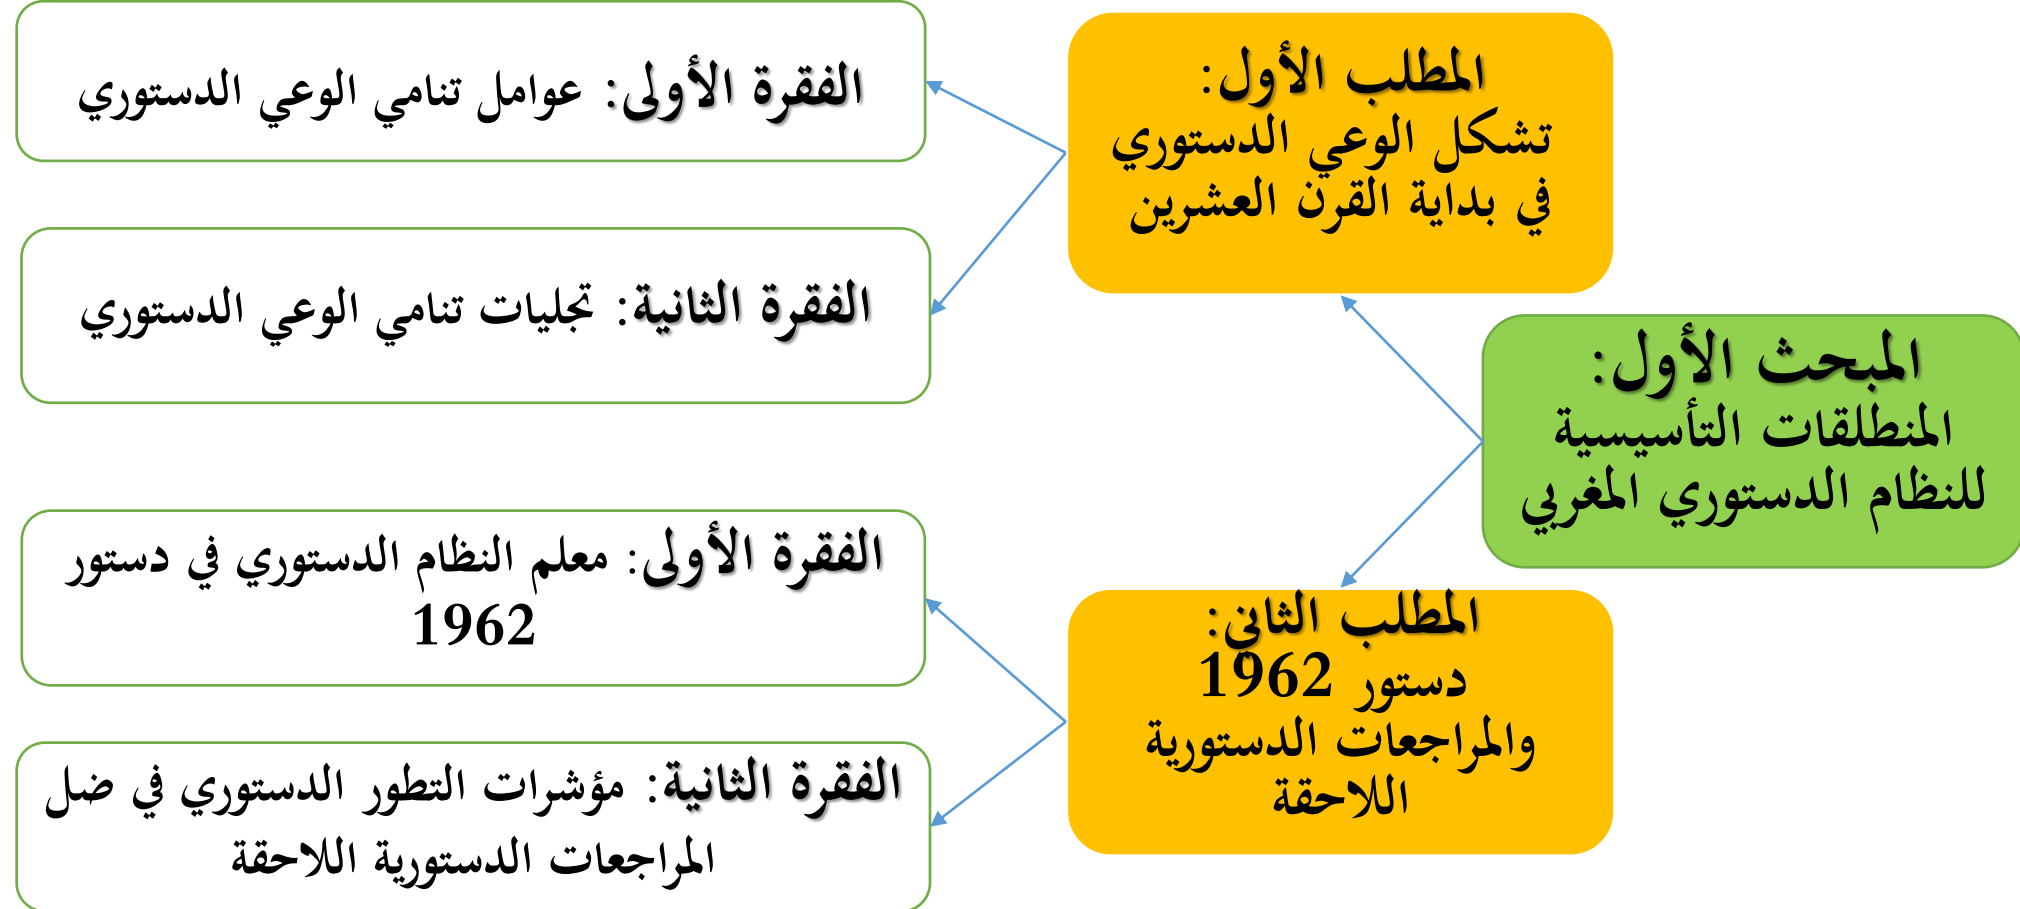 المبحث الأول:
المنطلقات التأسيسية
للنظام الدستوري المغربي
المطلب الأول:
تشكل الوعي الدستوري
في بداية القرن العشرين
الفقرة الأولى: عوامل تنامي الوعي الدستوري
الفقرة الثانية: تجليات تنامي الوعي الدستوري
المطلب الثاني:
دستور 1962
والمراجعات الدستورية
اللاحقة
الفقرة الأولى: معلم النظام الدستوري في دستور
1962
الفقرة الثانية: مؤشرات التطور الدستوري في ضل
المراجعات الدستورية اللاحقة